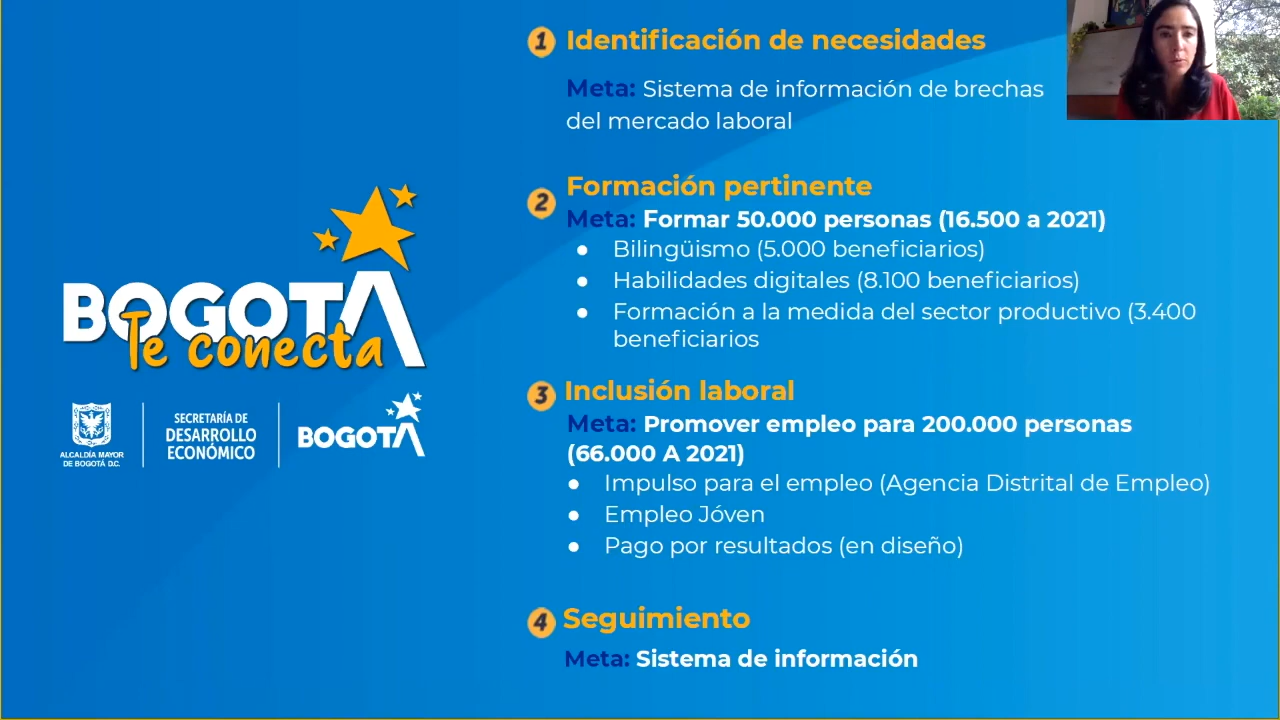 1 Identificación de necesidades
Meta: Sistema de información de brechas
del mercado laboral
2 Formación pertinente
Meta: Formar 50.000 personas (16.500 a 2021)
● Bilingüismo (5.000 beneficiarios)
● Habilidades digitales (8.100 beneficiarios)
● Formación a la medida del sector productivo (3.400
beneficiarios
3 Inclusión laboral
Meta: Promover empleo para 200.000 personas
(66.000 A 2021)
● Impulso para el empleo (Agencia Distrital de Empleo)
● Empleo Jóven
● Pago por resultados (en diseño)
4 Seguimiento
Meta: Sistema de información
BOGOTÁ
Te conecta
ALCALDÍA MAYOR
DE BOGOTÁ D.C.
SECRETARÍA DE
DESARROLLO
ECONÓMICO
BOGOTÁ